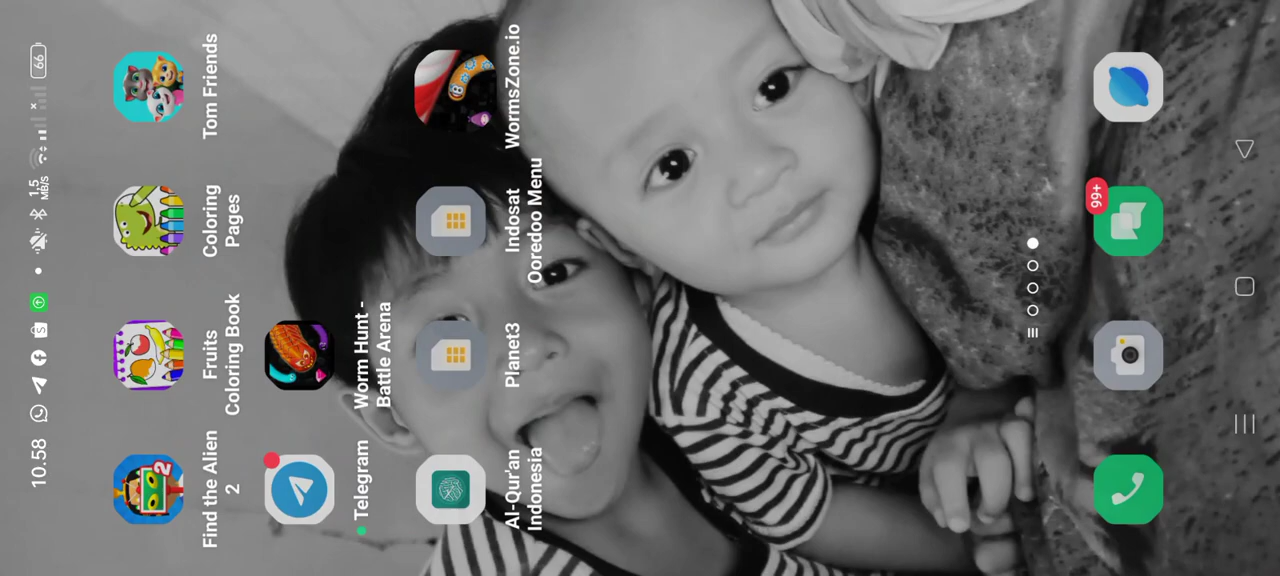 10.58
1,5
MB/S
66
Find the Alien
2
Fruits
Coloring Book
Coloring
Pages
Tom Friends
Telegram
Worm Hunt -
Battle Arena
Al-Qur'an
Indonesia
Planet3
Indosat
Ooredoo Menu
WormsZone.io
99+